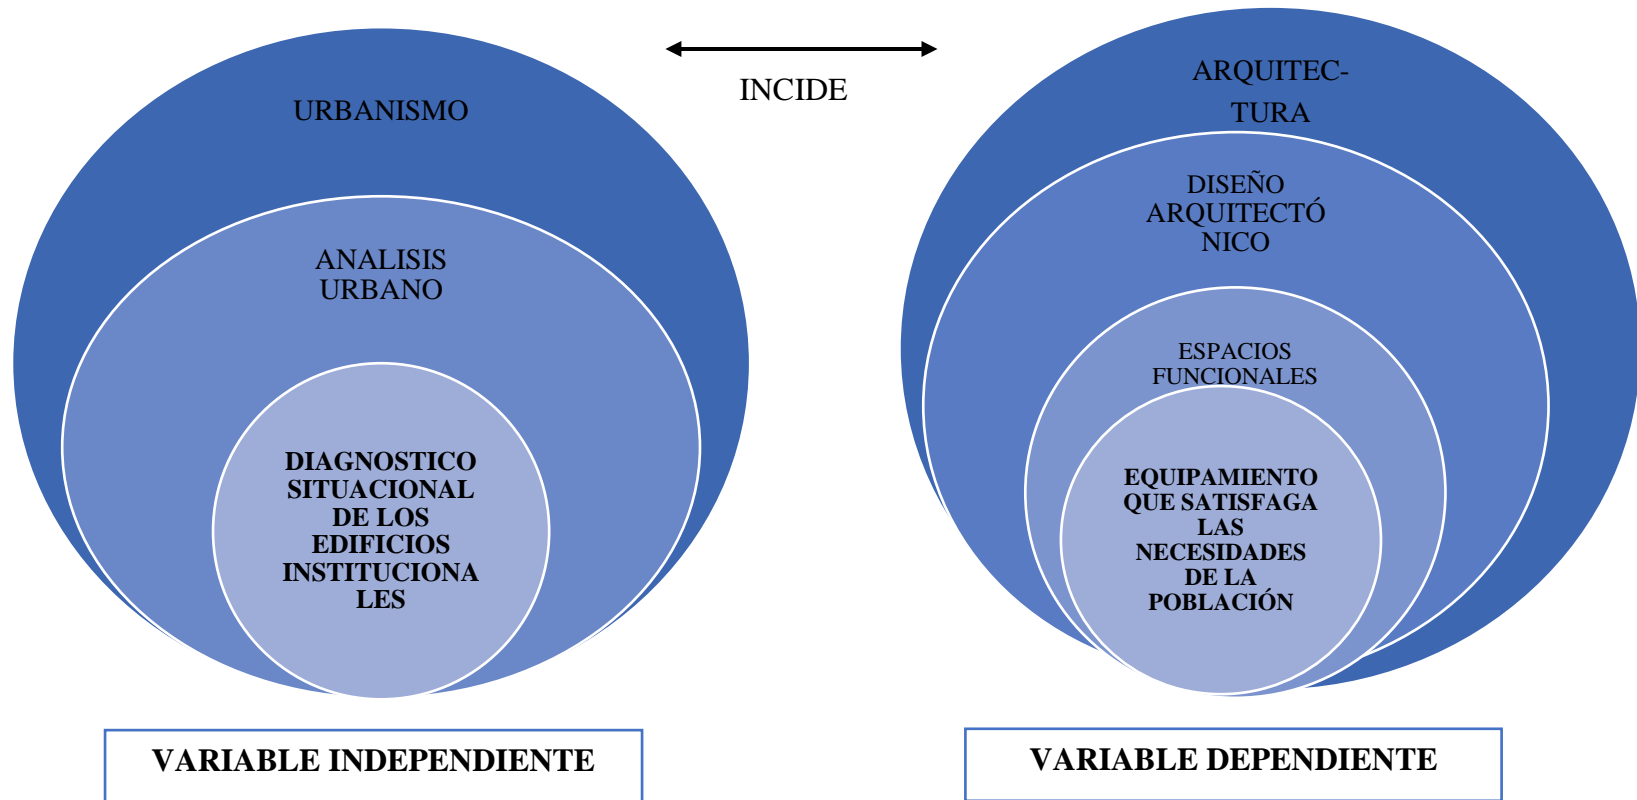 URBANISMO
ANALISIS
URBANO
DIAGNOSTICO
SITUACIONAL
DE LOS
EDIFICIOS
INSTITUCIONA
LES
VARIABLE INDEPENDIENTE
INCIDE
ARQUITEC-
TURA
DISEÑO
ARQUITECTÓ
NICO
ESPACIOS
FUNCIONALES
EQUIPAMIENTO
QUE SATISFAGA
LAS
NECESIDADES
DE LA
POBLACIÓN
VARIABLE DEPENDIENTE